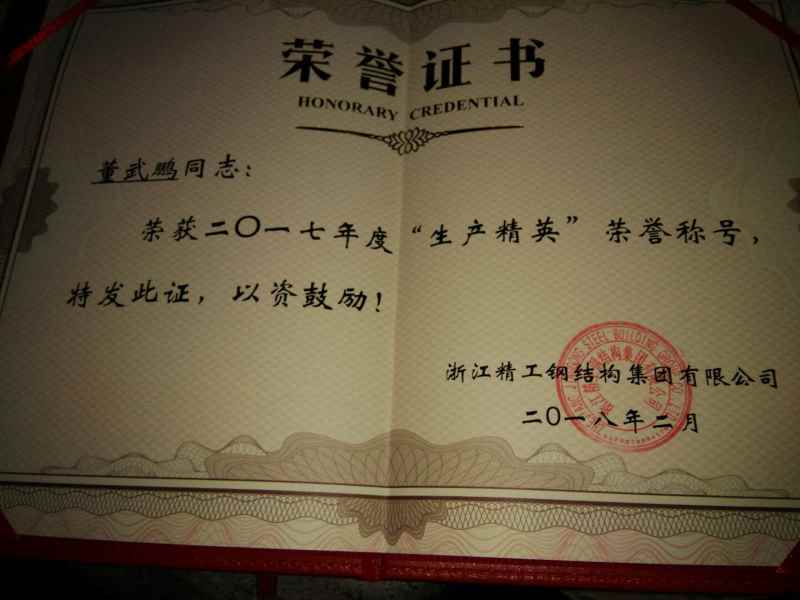 荣誉证书
HONORARY CREDENTIAL
董武鹏同志：
荣获二〇一七年度“生产精英”荣誉称号，
特发此证，以资鼓励！
浙江精工钢结构集团有限公司
二〇一八年二月